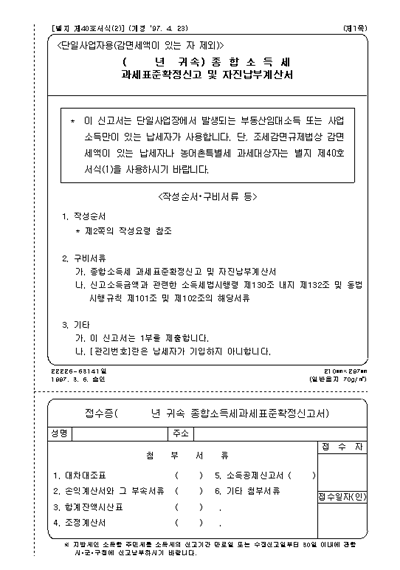 [별지 제40호서식(2)] (개정 '97. 4. 23) (제1쪽)
<단일사업자용(감면세액이 있는 자 제외)>
( 년 귀속) 종 합 소 득 세
과세표준확정신고 및 자진납부계산서
* 이 신고서는 단일사업장에서 발생되는 부동산임대소득 또는 사업
소득만이 있는 납세자가 사용합니다. 단, 조세감면규제법상 감면
세액이 있는 납세자나 농어촌특별세 과세대상자는 별지 제40호
서식(1)을 사용하시기 바랍니다.
<작성순서·구비서류 등>
1. 작성순서
* 제2쪽의 작성요령 참조
2. 구비서류
가. 종합소득세 과세표준확정신고 및 자진납부계산서
나. 신고소득금액과 관련한 소득세법시행령 제130조 내지 제132조 및 동법
시행규칙 제101조 및 제102조의 해당서류
3. 기타
가. 이 신고서는 1부를 제출합니다.
나. [관리번호]란은 납세자가 기입하지 아니합니다.
22226-63141일 210mm×297mm
1997. 3. 6. 승인 (일반용지 70g/㎡)
접수증( 년 귀속 종합소득세과세표준확정신고서)
성명 주소
첨 부 서 류 접 수 자
1. 대차대조표 ( ) 5. 소득공제신고서 ( )
2. 손익계산서와 그 부속서류 ( ) 6. 기타 첨부서류
접수일자(인)
3. 합계잔액시산표 ( ) .
4. 조정계산서 ( ) .
* 지방세인 소득할 주민세를 소득세의 신고기간 만료일 또는 수정신고일부터 30일 이내에 관할
시·군·구청에 신고납부하시기 바랍니다.